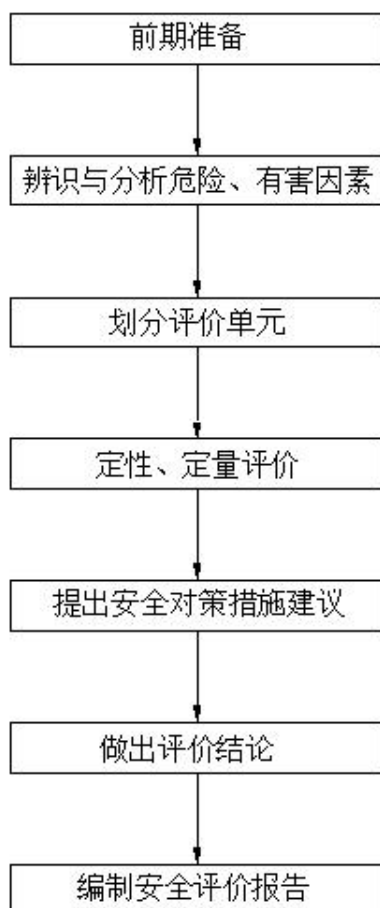 前期准备
辨识与分析危险、有害因素
划分评价单元
定性、定量评价
提出安全对策措施建议
做出评价结论
编制安全评价报告